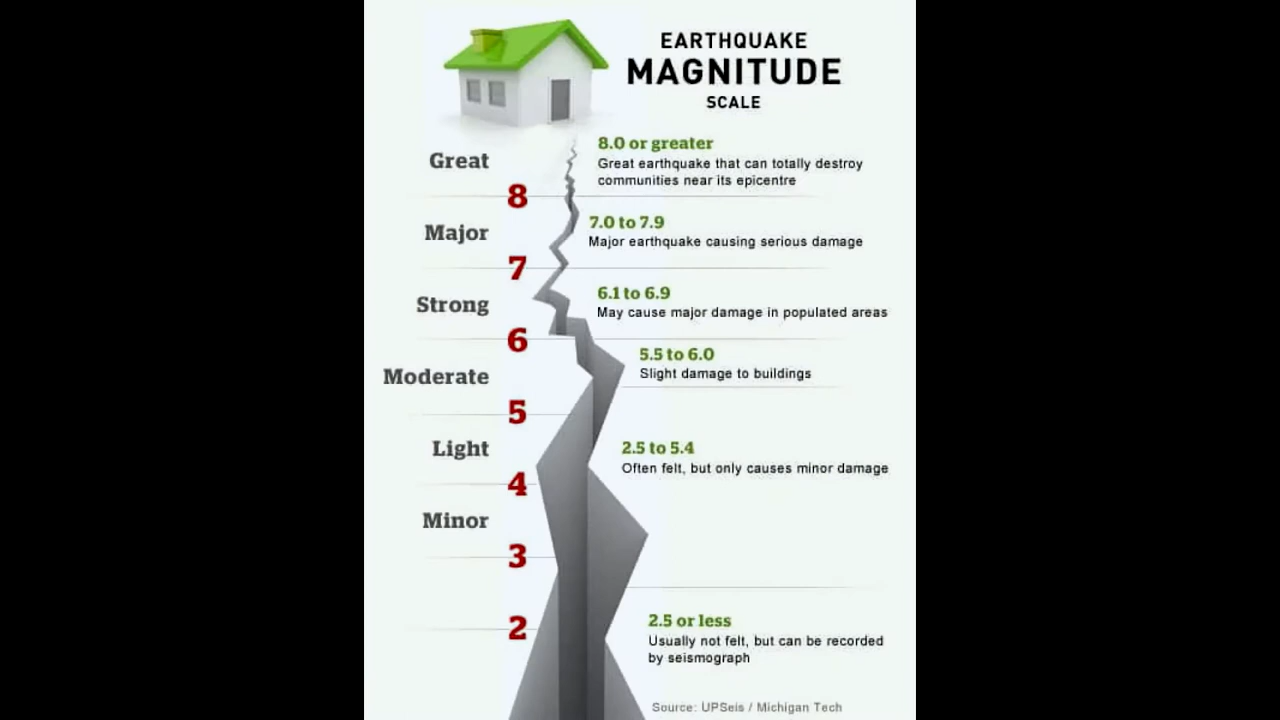 EARTHQUAKE
MAGNITUDE
SCALE
Great
8.0 or greater
Great earthquake that can totally destroy
communities near its epicentre
8
Major
7.0 to 7.9
Major earthquake causing serious damage
7
Strong
6.1 to 6.9
May cause major damage in populated areas
6
Moderate
5.5 to 6.0
Slight damage to buildings
5
Light
2.5 to 5.4
Often felt, but only causes minor damage
4
Minor
3
2
2.5 or less
Usually not felt, but can be recorded
by seismograph
Source: UPSeis / Michigan Tech